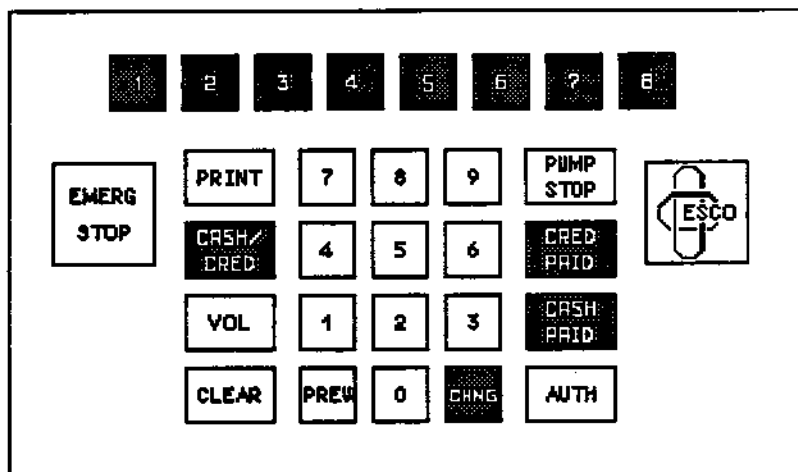 1 2 3 4 5 6 7 8
PRINT 7 8 9 PUMP STOP
EMERG STOP
ESCO
CASH/ CRED 4 5 6 CRED PAID
VOL 1 2 3 CASH PAID
CLEAR PREW 0 CHNG AUTH